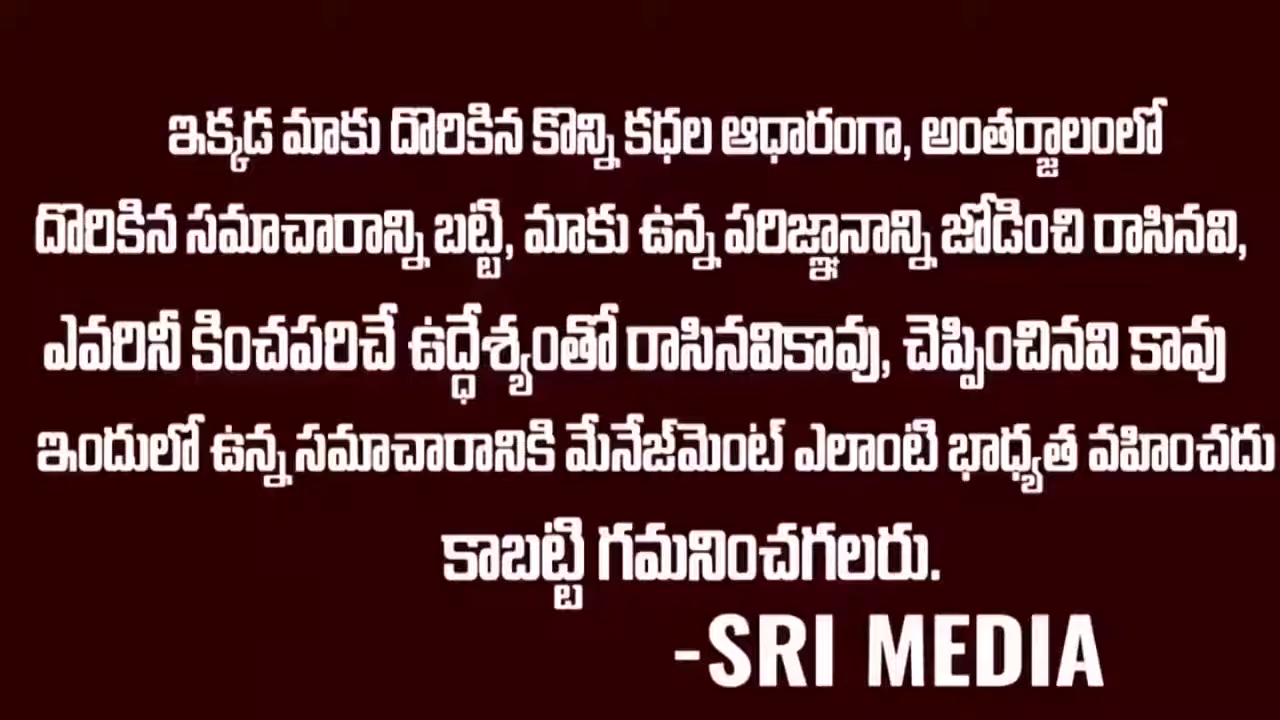 ఇక్కడ మాకు దొరికిన కొన్ని కధల ఆధారంగా, అంతర్జాలంలో
దొరికిన సమాచారాన్ని బట్టి, మాకు ఉన్న పరిజ్ఞానాన్ని జోడించి రాసినవి,
ఎవరినీ కించపరిచే ఉద్ధేశ్యంతో రాసినవికావు, చెప్పించినవి కావు
ఇందులో ఉన్న సమాచారానికి మేనేజ్‌మెంట్ ఎలాంటి భాధ్యత వహించదు
కాబట్టి గమనించగలరు.
-SRI MEDIA